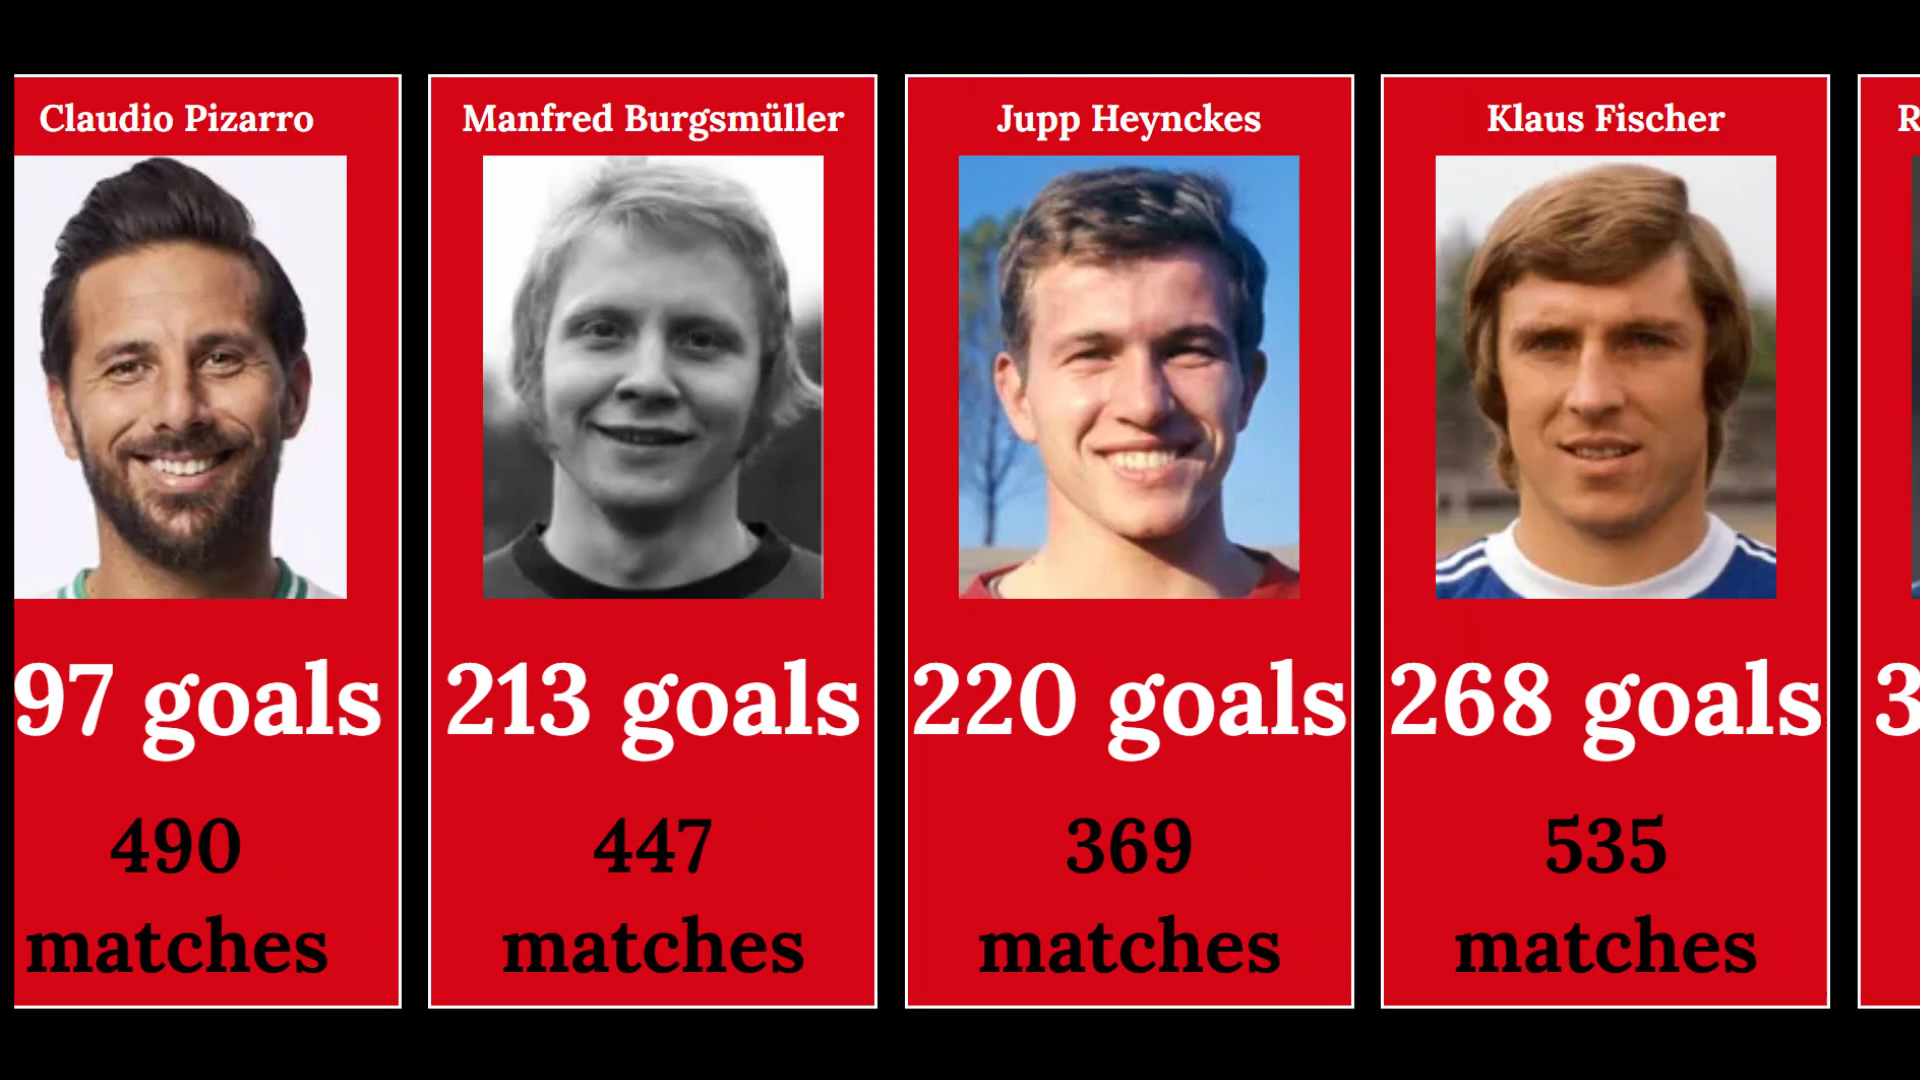 Claudio Pizarro
97 goals
490
matches
Manfred Burgsmüller
213 goals
447
matches
Jupp Heynckes
220 goals
369
matches
Klaus Fischer
268 goals
535
matches
R
3